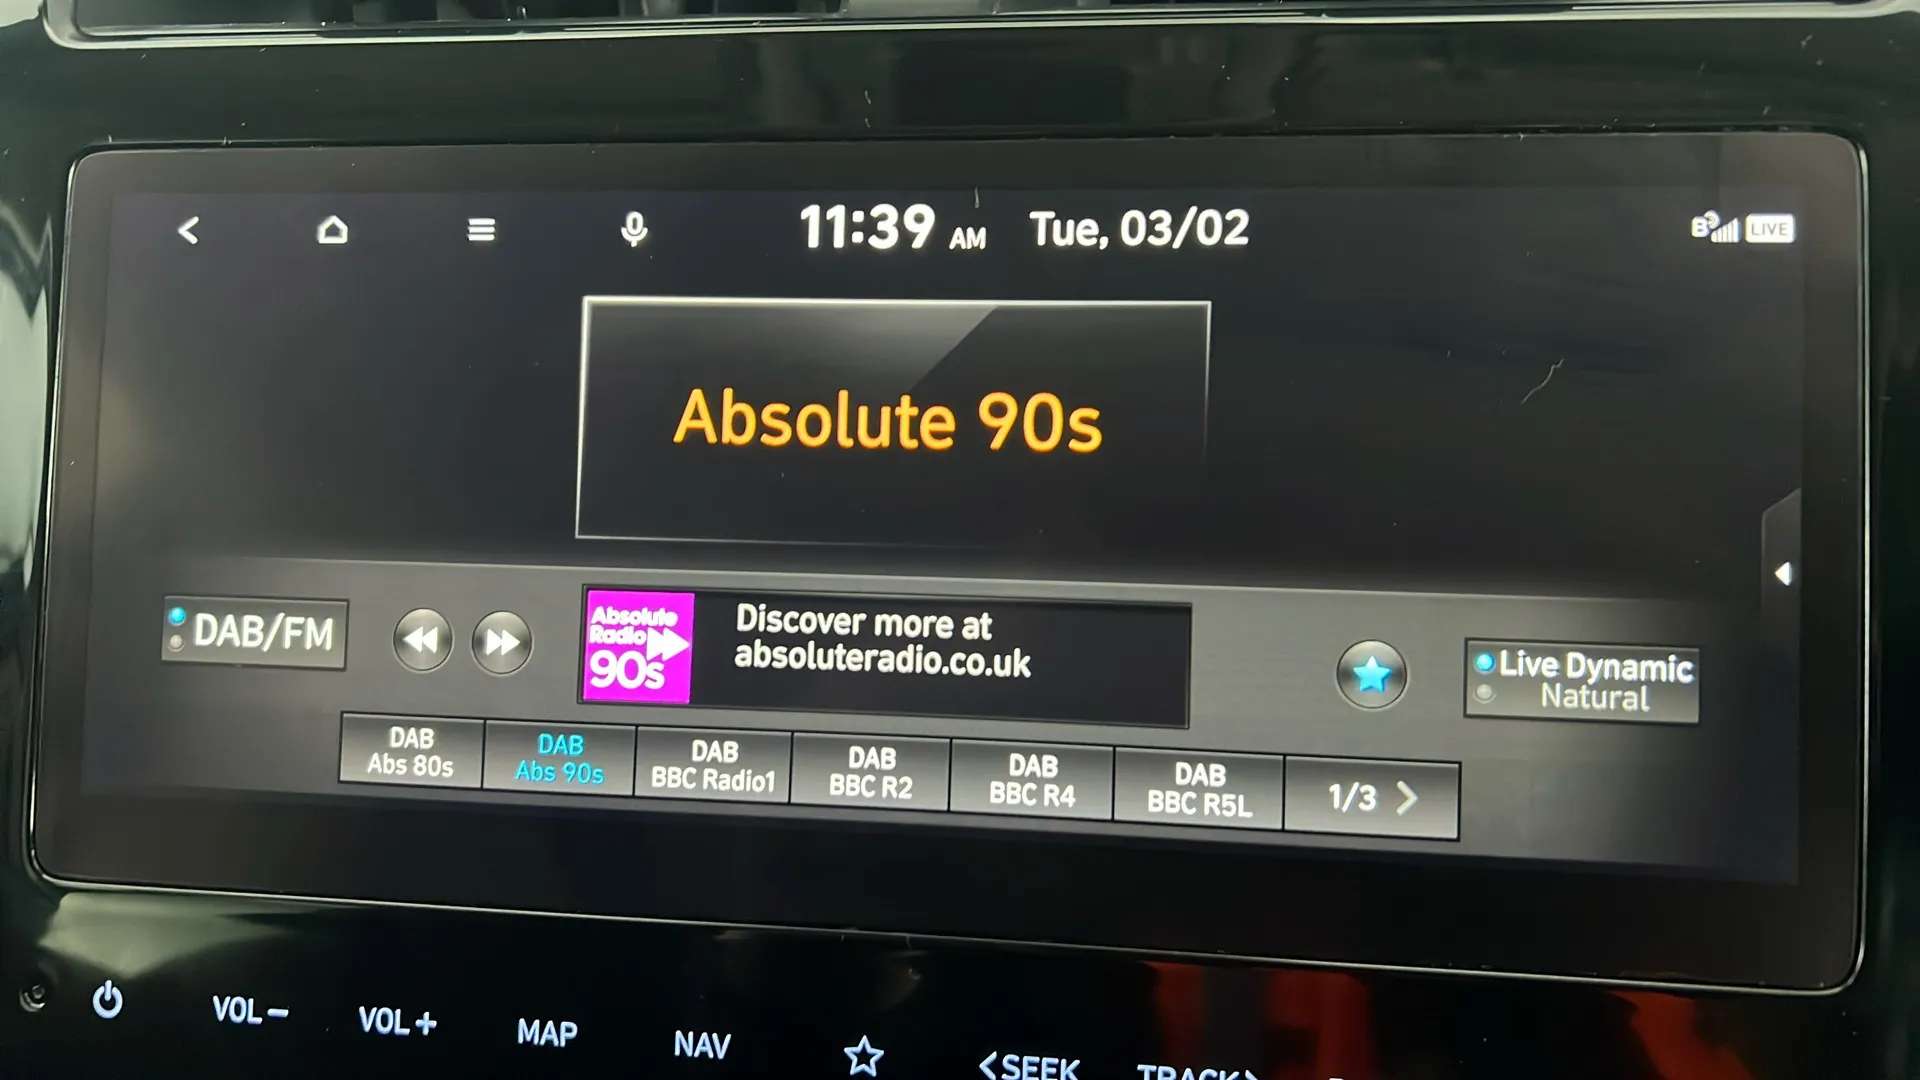 11:39 AM Tue, 03/02
LIVE
Absolute 90s
DAB/FM
Absolute
Radio
90s
Discover more at
absoluteradio.co.uk
Live Dynamic
Natural
DAB
Abs 80s
DAB
Abs 90s
DAB
BBC Radio1
DAB
BBC R2
DAB
BBC R4
DAB
BBC R5L
1/3
VOL−
VOL+
MAP
NAV
<SEEK
TRACK>